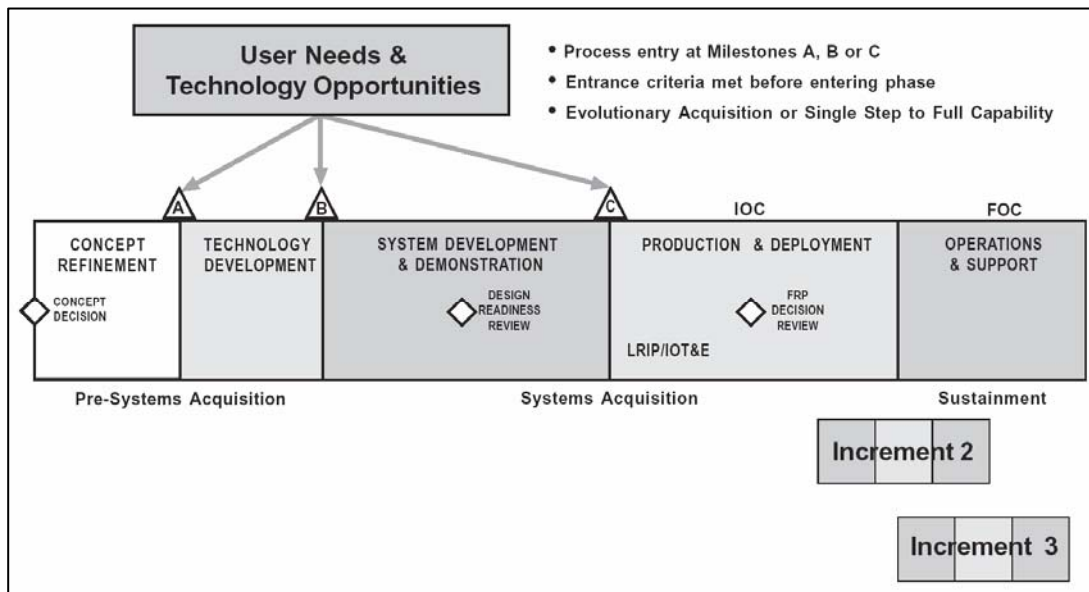 User Needs &
Technology Opportunities
• Process entry at Milestones A, B or C
• Entrance criteria met before entering phase
• Evolutionary Acquisition or Single Step to Full Capability
A
B
C
IOC
FOC
CONCEPT
REFINEMENT
TECHNOLOGY
DEVELOPMENT
SYSTEM DEVELOPMENT
& DEMONSTRATION
PRODUCTION & DEPLOYMENT
OPERATIONS
& SUPPORT
CONCEPT
DECISION
DESIGN
READINESS
REVIEW
FRP
DECISION
REVIEW
LRIP/IOT&E
Pre-Systems Acquisition
Systems Acquisition
Sustainment
Increment 2
Increment 3